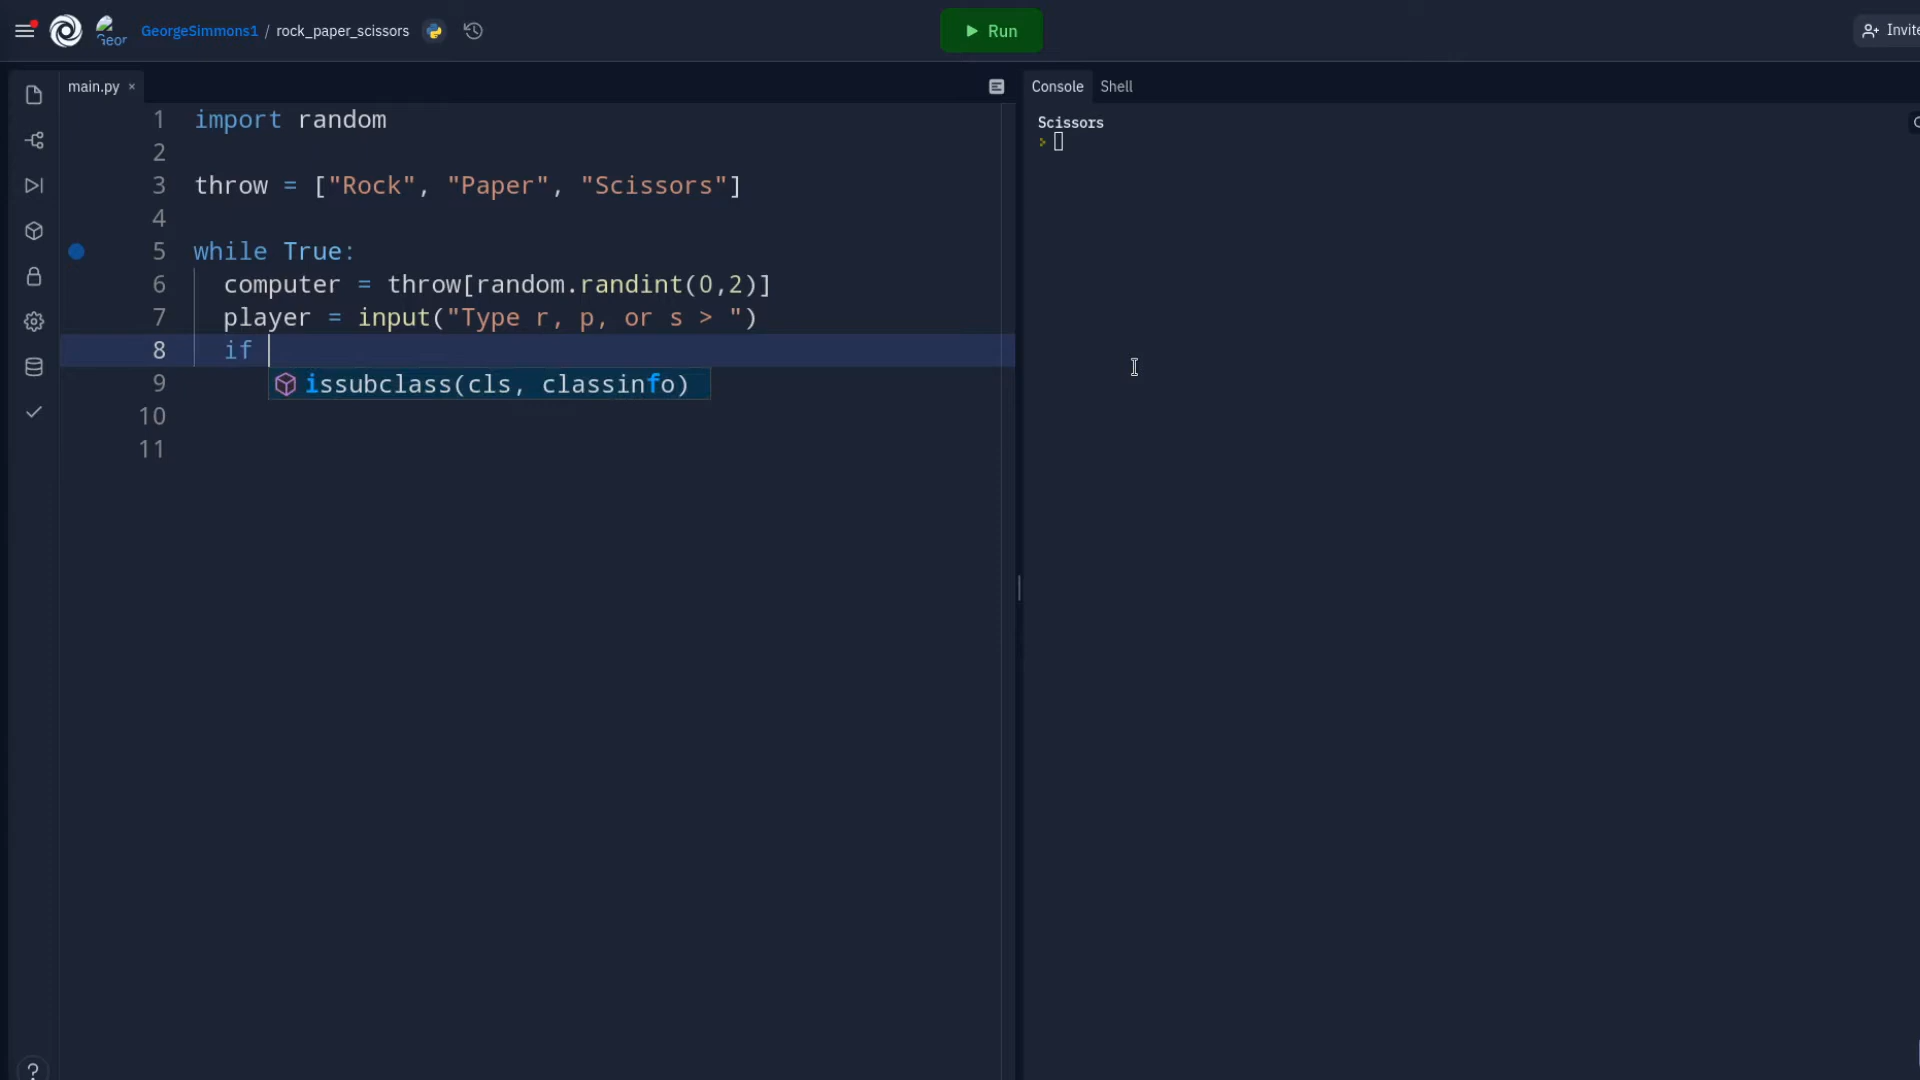 Geor GeorgeSimmons1 / rock_paper_scissors
Run
Invite
main.py ×
Console Shell
1 import random
2
3 throw = ["Rock", "Paper", "Scissors"]
4
5 while True:
6 computer = throw[random.randint(0,2)]
7 player = input("Type r, p, or s > ")
8 if
issubclass(cls, classinfo)
9
10
11
Scissors
>
?